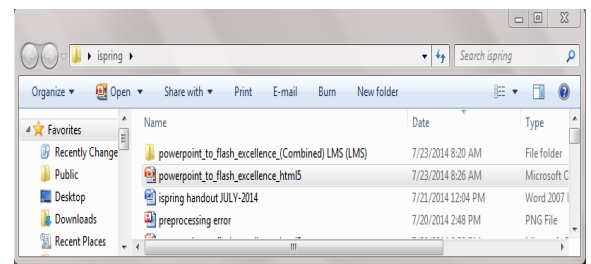 ispring
Search ispring
Organize Open Share with Print E-mail Burn New folder
Favorites
Recently Change
Public
Desktop
Downloads
Recent Places
Name Date Type
powerpoint_to_flash_excellence_(Combined) LMS (LMS) 7/23/2014 8:20 AM File folder
powerpoint_to_flash_excellence_html5 7/23/2014 8:26 AM Microsoft C
ispring handout JULY-2014 7/21/2014 12:04 PM Word 2007
preprocessing error 7/20/2014 2:48 PM PNG File